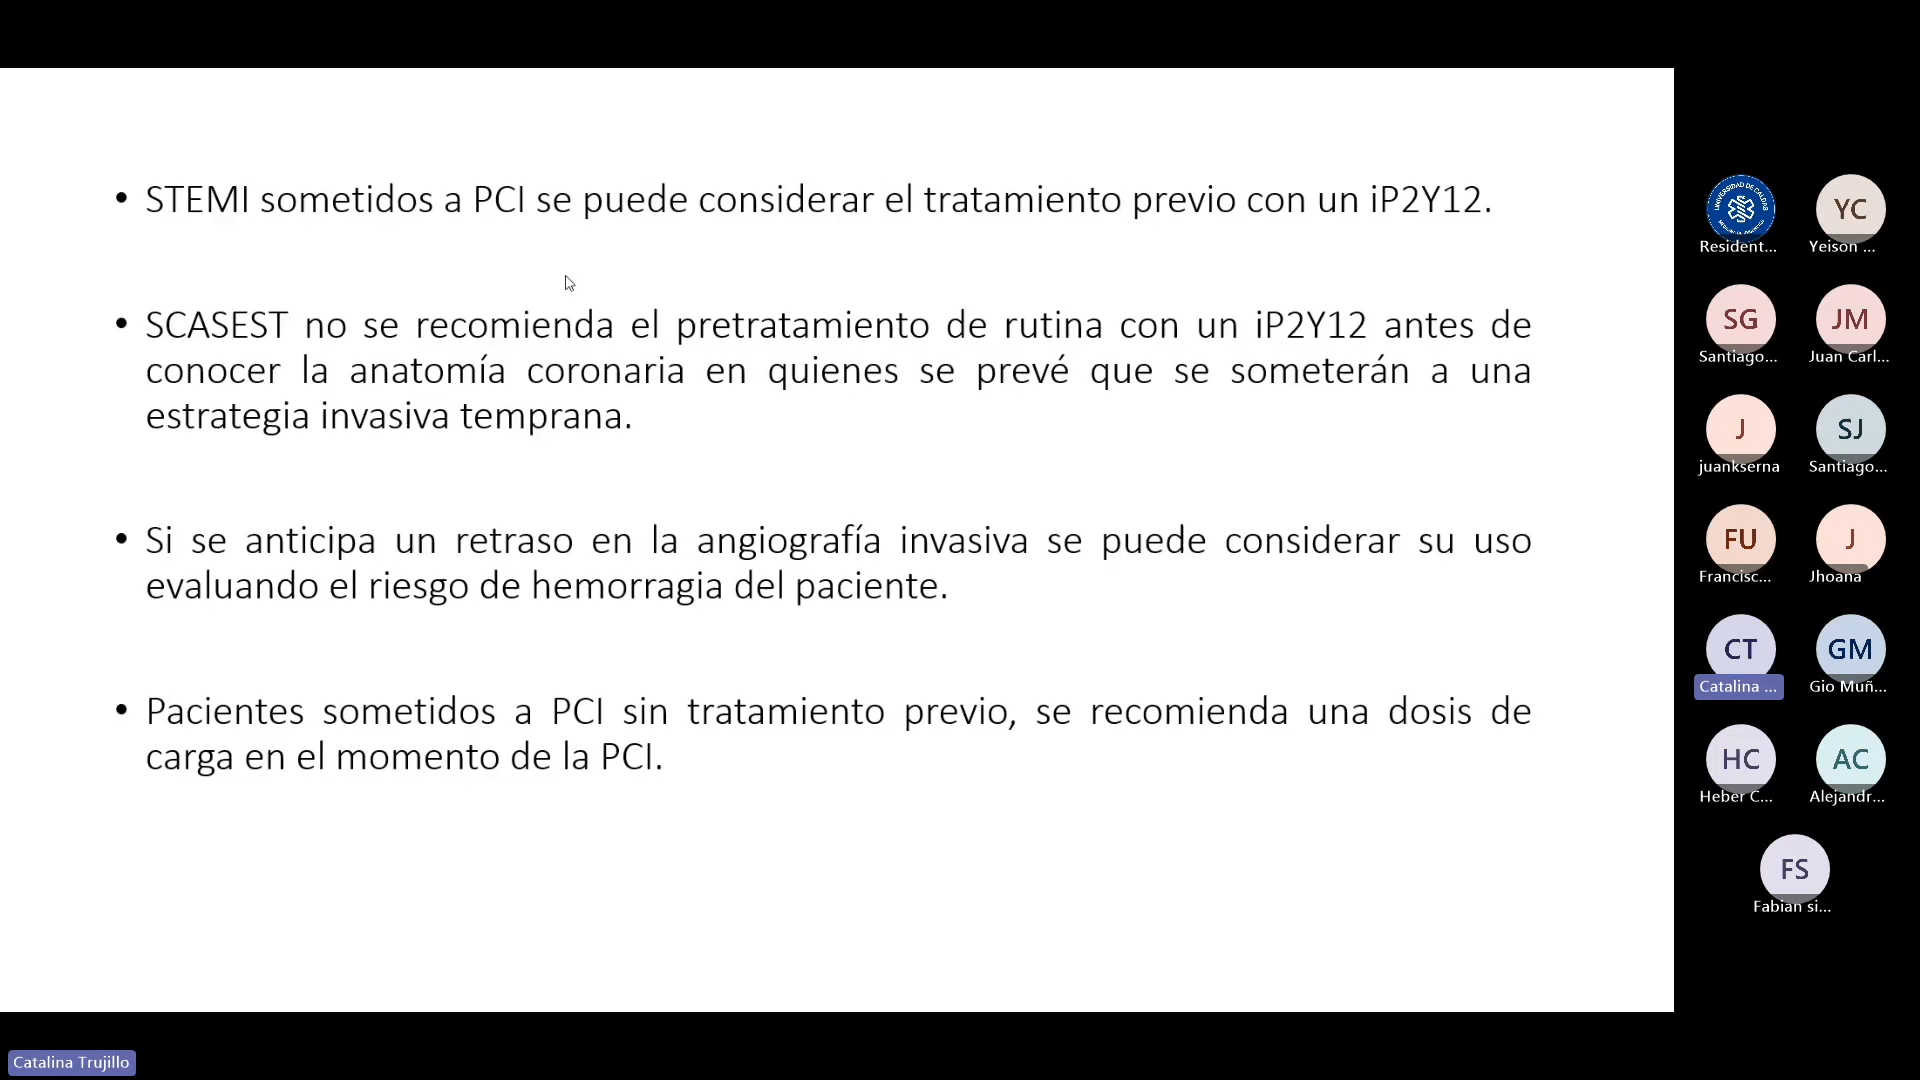 • STEMI sometidos a PCI se puede considerar el tratamiento previo con un iP2Y12.
• SCASEST no se recomienda el pretratamiento de rutina con un iP2Y12 antes de
conocer la anatomía coronaria en quienes se prevé que se someterán a una
estrategia invasiva temprana.
• Si se anticipa un retraso en la angiografía invasiva se puede considerar su uso
evaluando el riesgo de hemorragia del paciente.
• Pacientes sometidos a PCI sin tratamiento previo, se recomienda una dosis de
carga en el momento de la PCI.
UNIVERSIDAD DE CALDAS
Resident...
YC
Yeison ...
SG
Santiago...
JM
Juan Carl...
J
juankserna
SJ
Santiago...
FU
Francisc...
J
Jhoana
CT
Catalina ...
GM
Gio Muñ...
HC
Heber C...
AC
Alejandr...
FS
Fabian si...
Catalina Trujillo